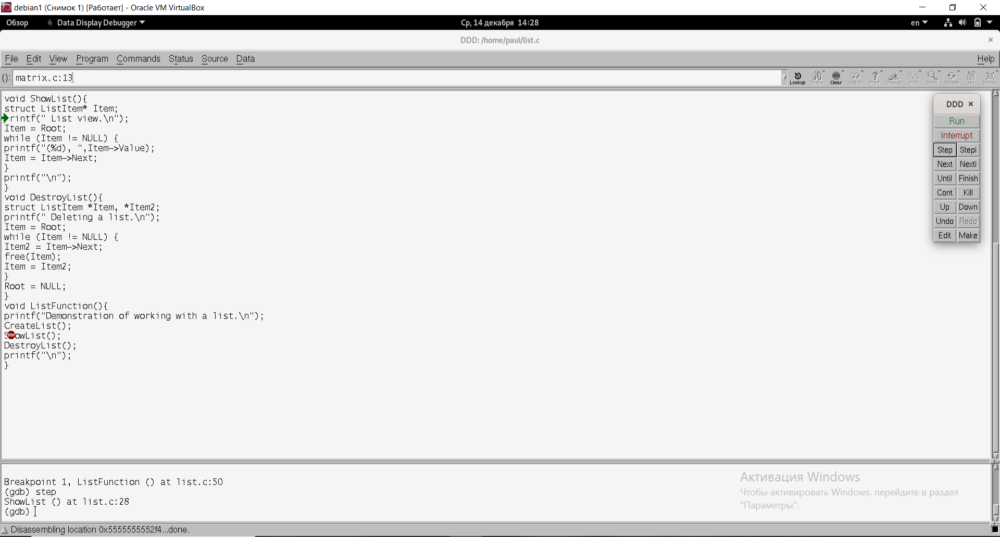 debian1 (Снимок 1) [Работает] - Oracle VM VirtualBox
Обзор Data Display Debugger Ср, 14 декабря 14:28 en
DDD: /home/paul/list.c
File Edit View Program Commands Status Source Data Help
(): matrix.c:13 Lookup Find>> Clear Watch Print Display Plot Show Rotate Set Undisp
void ShowList(){
struct ListItem* Item;
rintf(" List view.\n");
Item = Root;
while (Item != NULL) {
printf("(%d), ",Item->Value);
Item = Item->Next;
}
printf("\n");
}
void DestroyList(){
struct ListItem *Item, *Item2;
printf(" Deleting a list.\n");
Item = Root;
while (Item != NULL) {
Item2 = Item->Next;
free(Item);
Item = Item2;
}
Root = NULL;
}
void ListFunction(){
printf("Demonstration of working with a list.\n");
CreateList();
ShowList();
DestroyList();
printf("\n");
}
DDD
Run
Interrupt
Step Stepi
Next Nexti
Until Finish
Cont Kill
Up Down
Undo Redo
Edit Make
Breakpoint 1, ListFunction () at list.c:50
(gdb) step
ShowList () at list.c:28
(gdb)
Активация Windows
Чтобы активировать Windows, перейдите в раздел
"Параметры".
Disassembling location 0x5555555552f4...done.